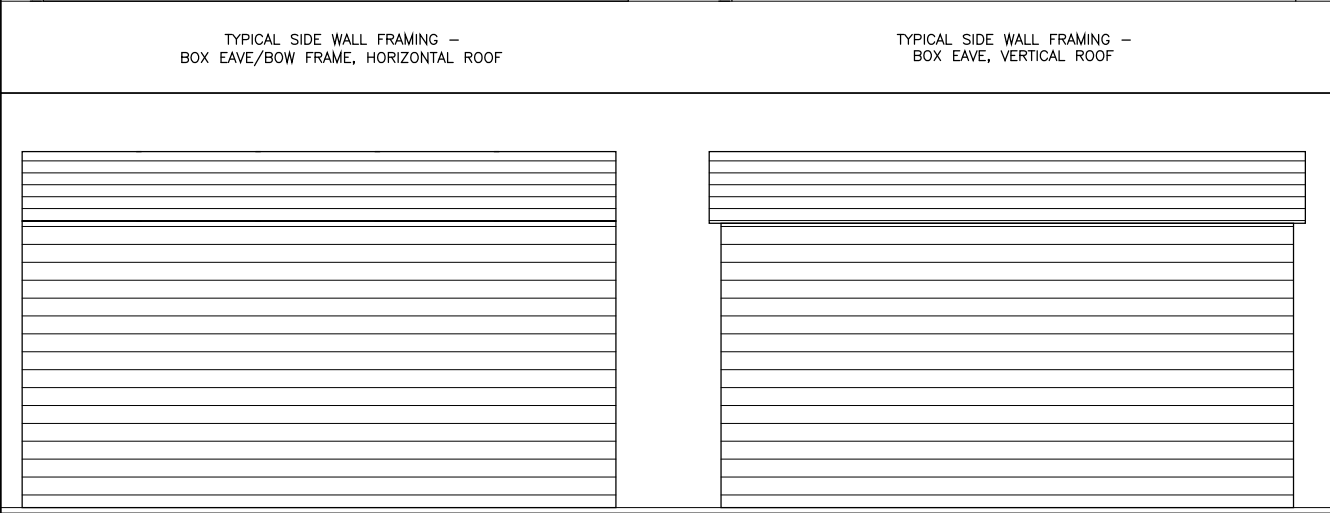 TYPICAL SIDE WALL FRAMING –
BOX EAVE/BOW FRAME, HORIZONTAL ROOF
TYPICAL SIDE WALL FRAMING –
BOX EAVE, VERTICAL ROOF